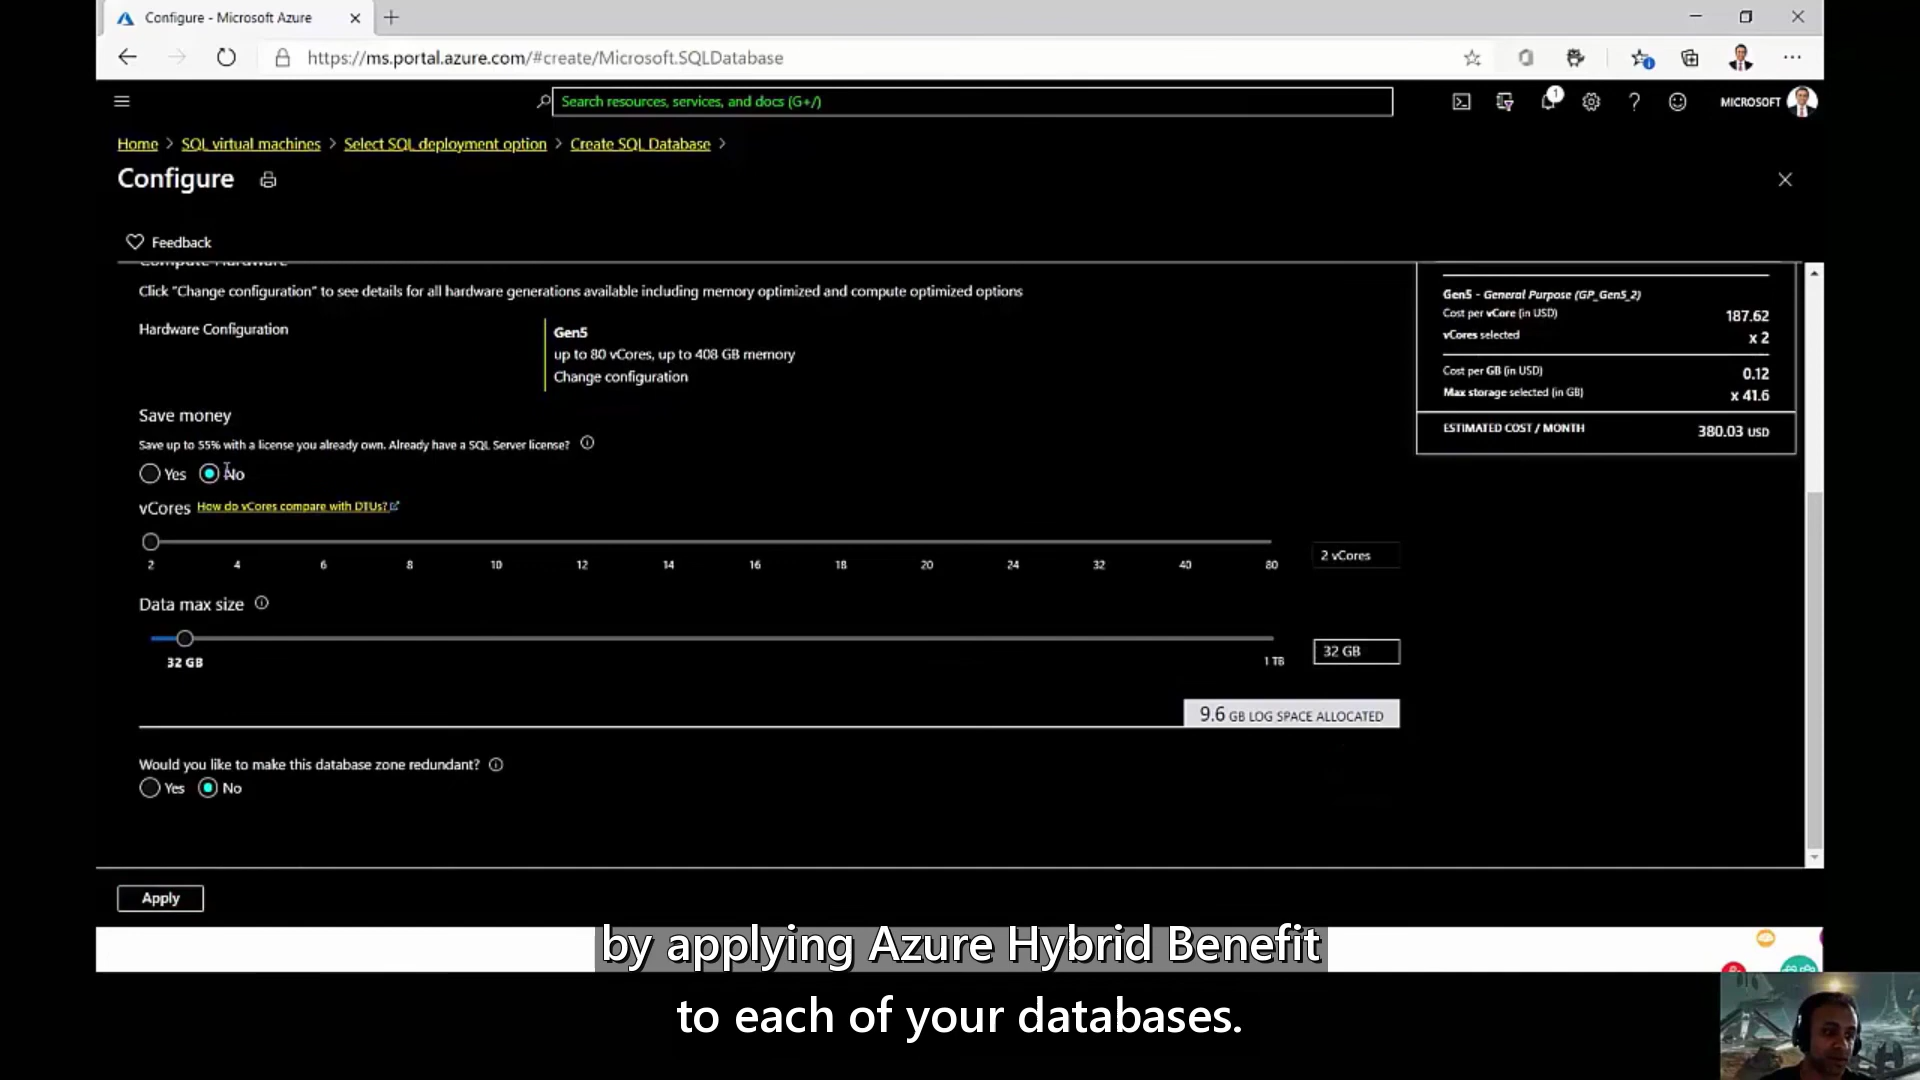 Configure - Microsoft Azure
https://ms.portal.azure.com/#create/Microsoft.SQLDatabase
Search resources, services, and docs (G+/)
1
MICROSOFT
Home > SQL virtual machines > Select SQL deployment option > Create SQL Database >
Configure
Feedback
Compute Hardware
Click "Change configuration" to see details for all hardware generations available including memory optimized and compute optimized options
Hardware Configuration
Gen5
up to 80 vCores, up to 408 GB memory
Change configuration
Save money
Save up to 55% with a license you already own. Already have a SQL Server license?
Yes No
vCores How do vCores compare with DTUs?
2 4 6 8 10 12 14 16 18 20 24 32 40 80
2 vCores
Data max size
32 GB 1 TB
32 GB
9.6 GB LOG SPACE ALLOCATED
Would you like to make this database zone redundant?
Yes No
Gen5 - General Purpose (GP_Gen5_2)
Cost per vCore (in USD) 187.62
vCores selected x 2
Cost per GB (in USD) 0.12
Max storage selected (in GB) x 41.6
ESTIMATED COST / MONTH 380.03 USD
Apply
by applying Azure Hybrid Benefit
to each of your databases.